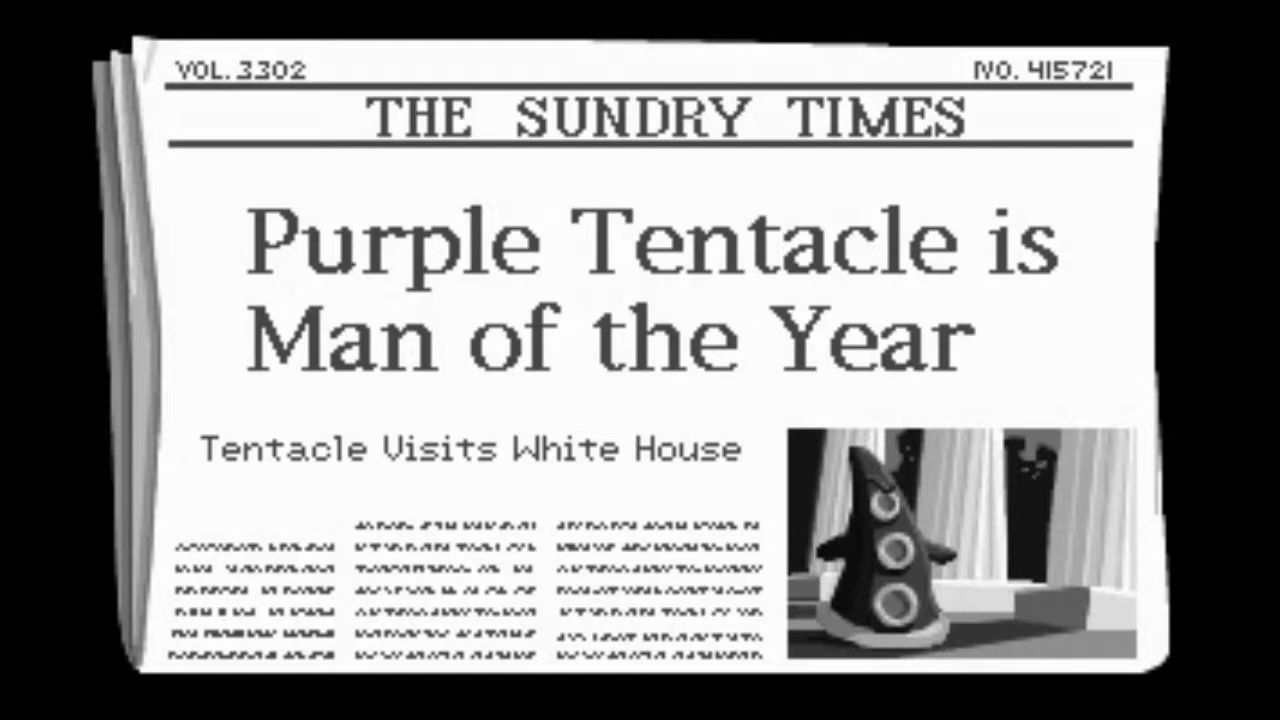 VOL. 3302
NO. 415721
THE SUNDRY TIMES
Purple Tentacle is
Man of the Year
Tentacle Visits White House